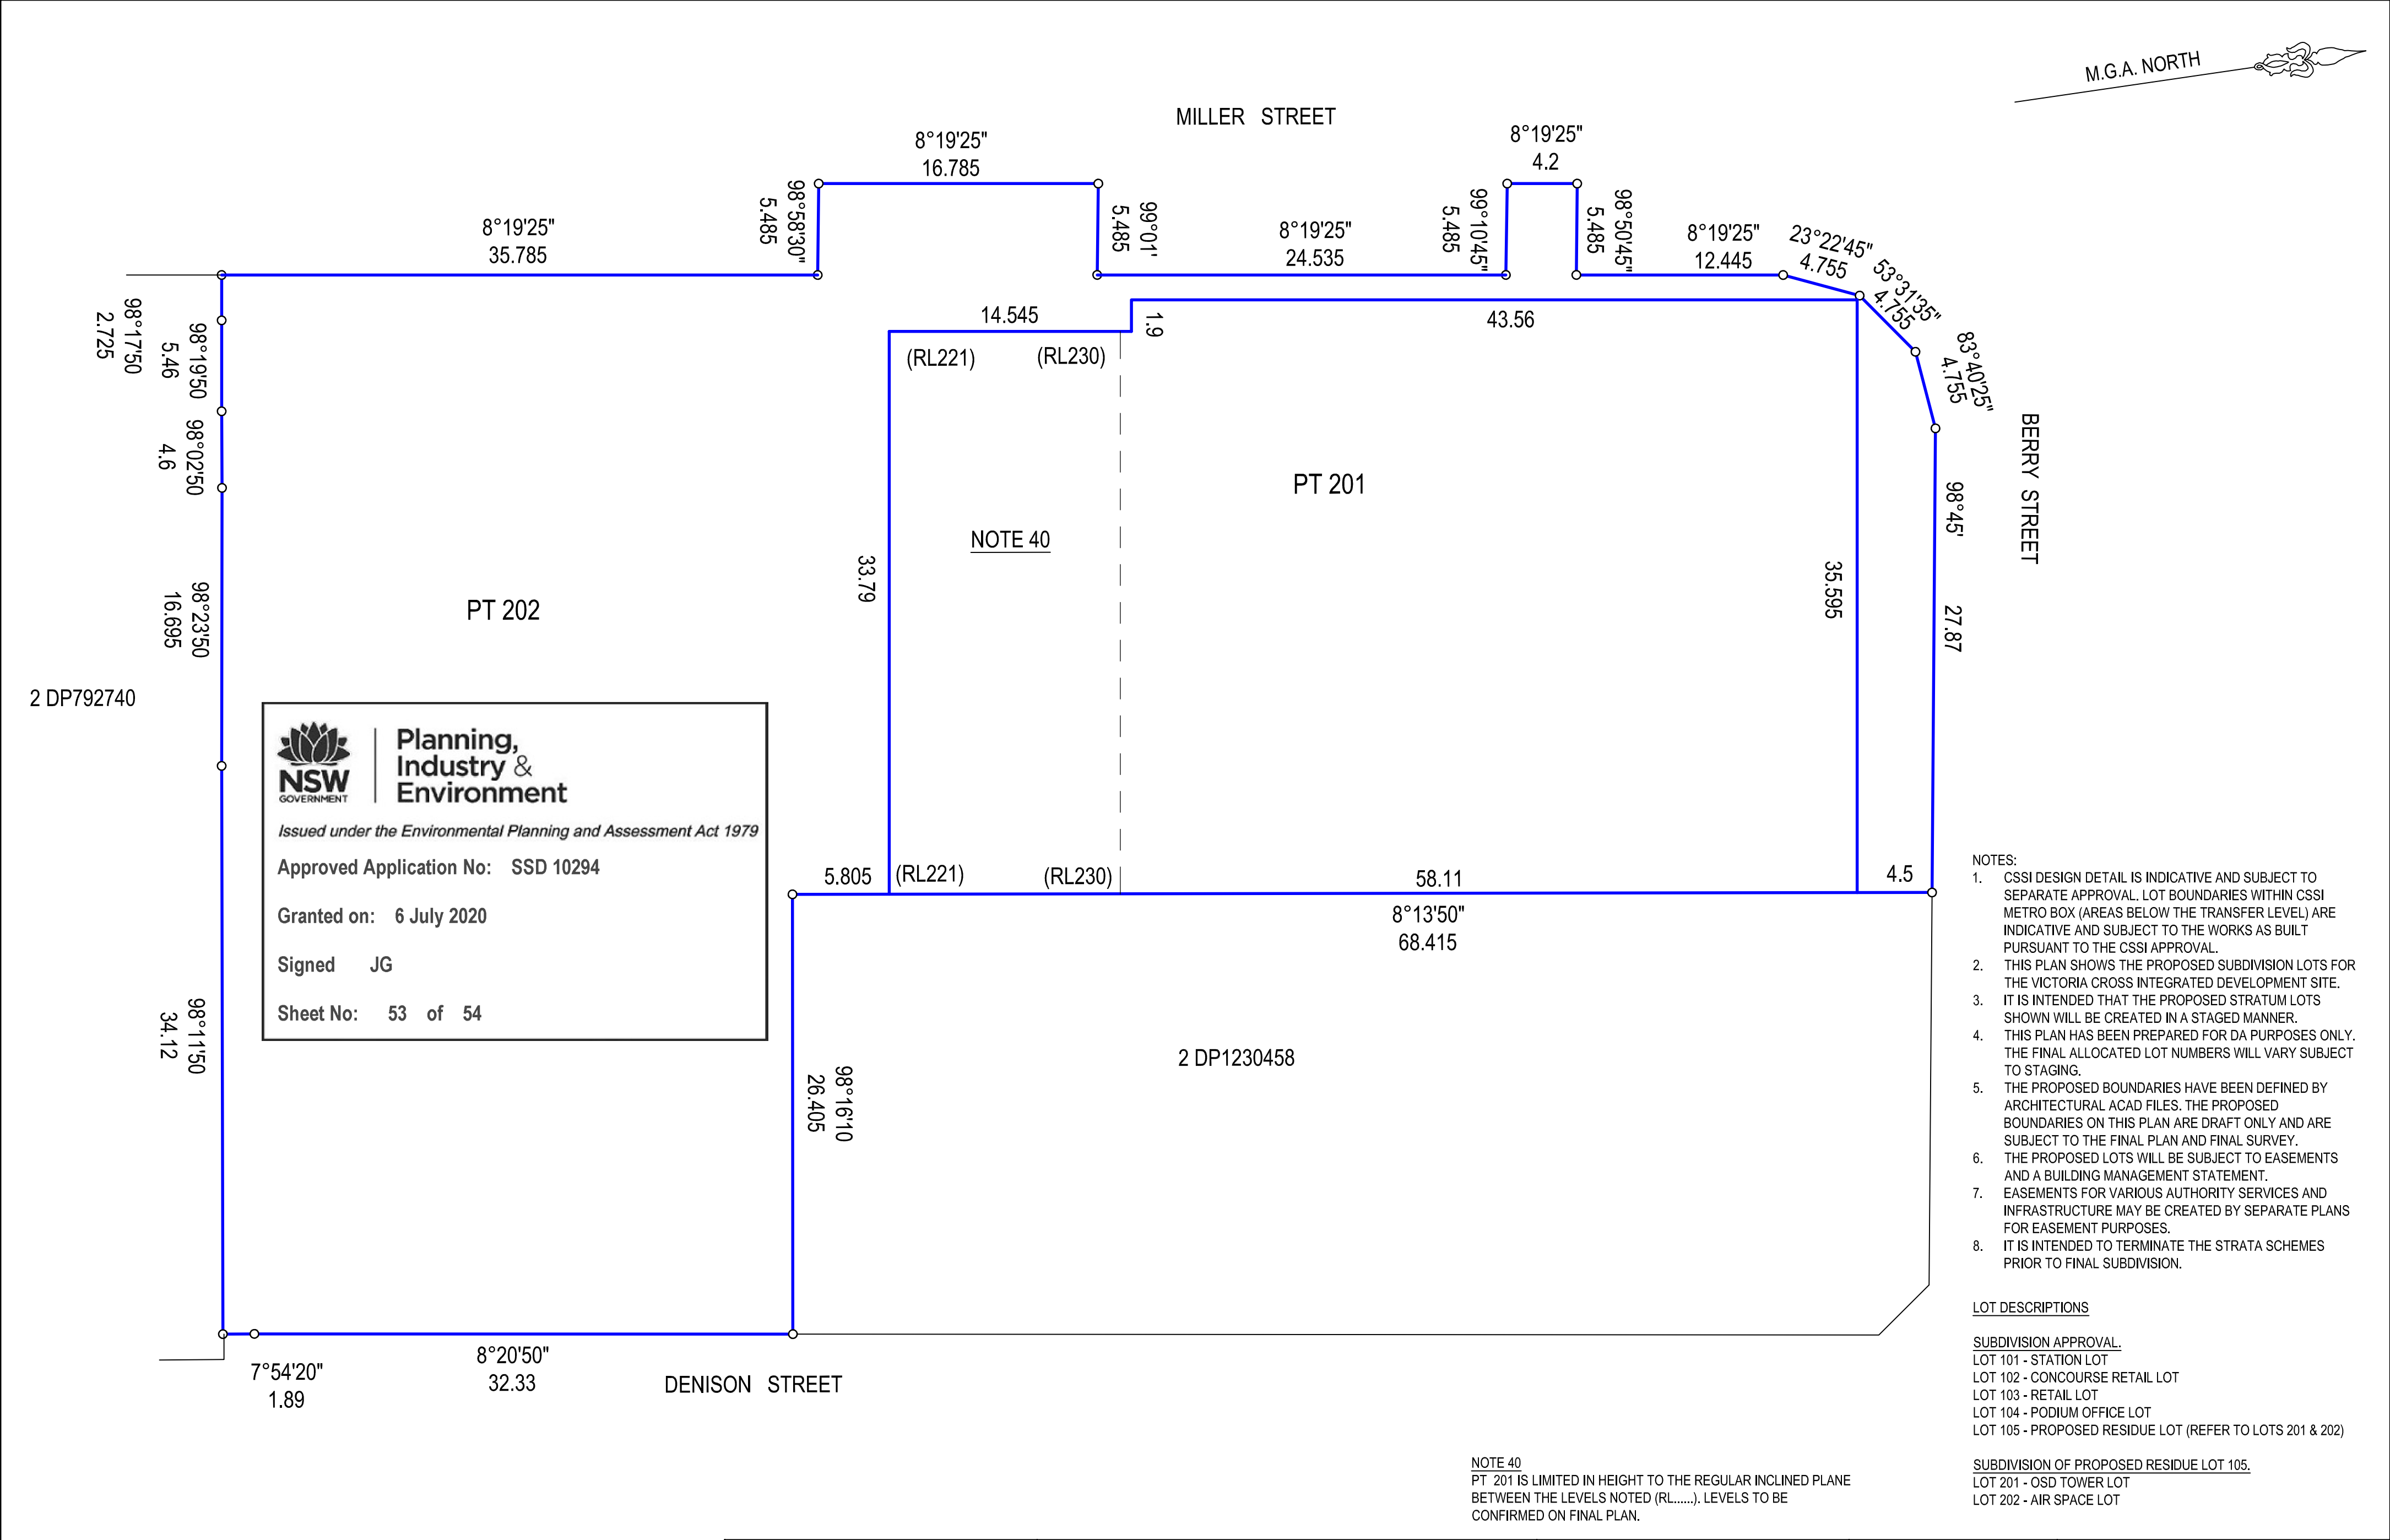 M.G.A. NORTH
MILLER STREET
8°19'25"
16.785
8°19'25"
4.2
98°58'30"
5.485
99°01'
5.485
99°10'45"
5.485
98°50'45"
5.485
8°19'25"
35.785
8°19'25"
24.535
8°19'25"
12.445
23°22'45"
4.755
53°31'35"
4.755
83°40'25"
4.755
98°17'50
2.725
98°19'50
5.46
98°02'50
4.6
98°23'50
16.695
98°11'50
34.12
14.545
1.9
43.56
(RL221)
(RL230)
PT 201
NOTE 40
33.79
35.595
BERRY STREET
98°45'
27.87
PT 202
2 DP792740
NSW
GOVERNMENT
Planning,
Industry &
Environment
Issued under the Environmental Planning and Assessment Act 1979
Approved Application No: SSD 10294
Granted on: 6 July 2020
Signed JG
Sheet No: 53 of 54
5.805
(RL221)
(RL230)
58.11
4.5
8°13'50"
68.415
98°16'10
26.405
2 DP1230458
7°54'20"
1.89
8°20'50"
32.33
DENISON STREET
NOTES:
1. CSSI DESIGN DETAIL IS INDICATIVE AND SUBJECT TO
SEPARATE APPROVAL. LOT BOUNDARIES WITHIN CSSI
METRO BOX (AREAS BELOW THE TRANSFER LEVEL) ARE
INDICATIVE AND SUBJECT TO THE WORKS AS BUILT
PURSUANT TO THE CSSI APPROVAL.
2. THIS PLAN SHOWS THE PROPOSED SUBDIVISION LOTS FOR
THE VICTORIA CROSS INTEGRATED DEVELOPMENT SITE.
3. IT IS INTENDED THAT THE PROPOSED STRATUM LOTS
SHOWN WILL BE CREATED IN A STAGED MANNER.
4. THIS PLAN HAS BEEN PREPARED FOR DA PURPOSES ONLY.
THE FINAL ALLOCATED LOT NUMBERS WILL VARY SUBJECT
TO STAGING.
5. THE PROPOSED BOUNDARIES HAVE BEEN DEFINED BY
ARCHITECTURAL ACAD FILES. THE PROPOSED
BOUNDARIES ON THIS PLAN ARE DRAFT ONLY AND ARE
SUBJECT TO THE FINAL PLAN AND FINAL SURVEY.
6. THE PROPOSED LOTS WILL BE SUBJECT TO EASEMENTS
AND A BUILDING MANAGEMENT STATEMENT.
7. EASEMENTS FOR VARIOUS AUTHORITY SERVICES AND
INFRASTRUCTURE MAY BE CREATED BY SEPARATE PLANS
FOR EASEMENT PURPOSES.
8. IT IS INTENDED TO TERMINATE THE STRATA SCHEMES
PRIOR TO FINAL SUBDIVISION.
LOT DESCRIPTIONS
SUBDIVISION APPROVAL.
LOT 101 - STATION LOT
LOT 102 - CONCOURSE RETAIL LOT
LOT 103 - RETAIL LOT
LOT 104 - PODIUM OFFICE LOT
LOT 105 - PROPOSED RESIDUE LOT (REFER TO LOTS 201 & 202)
SUBDIVISION OF PROPOSED RESIDUE LOT 105.
LOT 201 - OSD TOWER LOT
LOT 202 - AIR SPACE LOT
NOTE 40
PT 201 IS LIMITED IN HEIGHT TO THE REGULAR INCLINED PLANE
BETWEEN THE LEVELS NOTED (RL......). LEVELS TO BE
CONFIRMED ON FINAL PLAN.